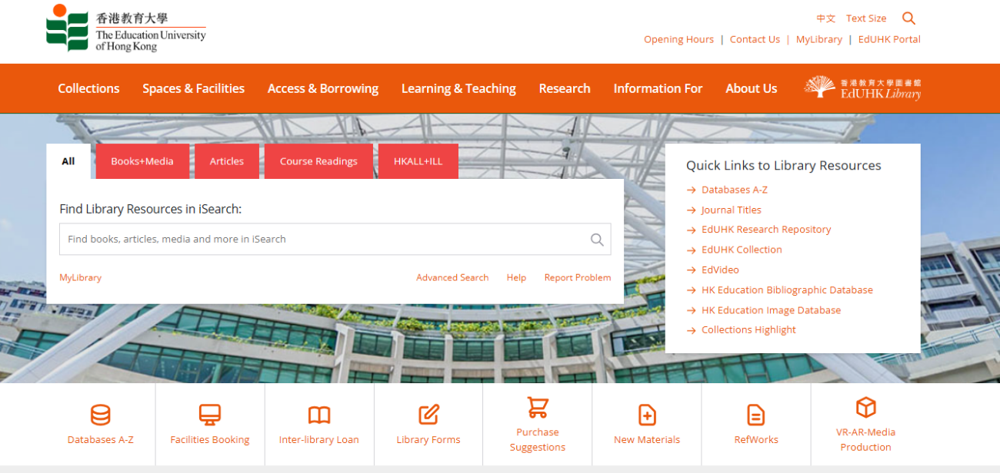 香港教育大學
The Education University
of Hong Kong
中文 Text Size
Opening Hours | Contact Us | MyLibrary | EdUHK Portal
Collections Spaces & Facilities Access & Borrowing Learning & Teaching Research Information For About Us
香港教育大學圖書館
EdUHK Library
All Books+Media Articles Course Readings HKALL+ILL
Find Library Resources in iSearch:
Find books, articles, media and more in iSearch
MyLibrary Advanced Search Help Report Problem
Quick Links to Library Resources
Databases A-Z
Journal Titles
EdUHK Research Repository
EdUHK Collection
EdVideo
HK Education Bibliographic Database
HK Education Image Database
Collections Highlight
Databases A-Z
Facilities Booking
Inter-library Loan
Library Forms
Purchase
Suggestions
New Materials
RefWorks
VR-AR-Media
Production